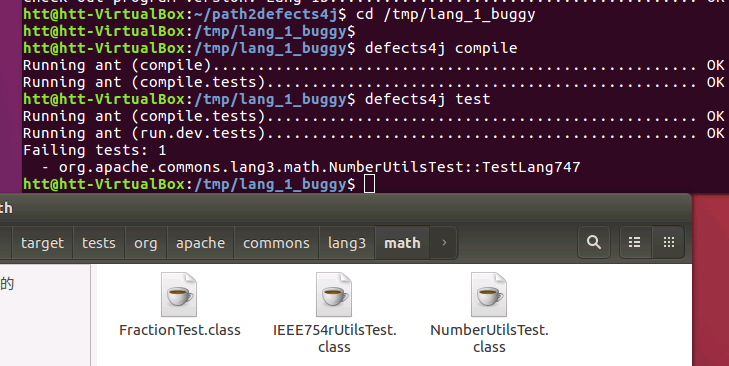 htt@htt-VirtualBox:~/path2defects4j$ cd /tmp/lang_1_buggy
htt@htt-VirtualBox:/tmp/lang_1_buggy$
htt@htt-VirtualBox:/tmp/lang_1_buggy$ defects4j compile
Running ant (compile)...................................................... OK
Running ant (compile.tests)................................................ OK
htt@htt-VirtualBox:/tmp/lang_1_buggy$ defects4j test
Running ant (compile.tests)................................................ OK
Running ant (run.dev.tests)................................................ OK
Failing tests: 1
- org.apache.commons.lang3.math.NumberUtilsTest::TestLang747
htt@htt-VirtualBox:/tmp/lang_1_buggy$
target tests org apache commons lang3 math
的
FractionTest.class IEEE754rUtilsTest.class NumberUtilsTest.class